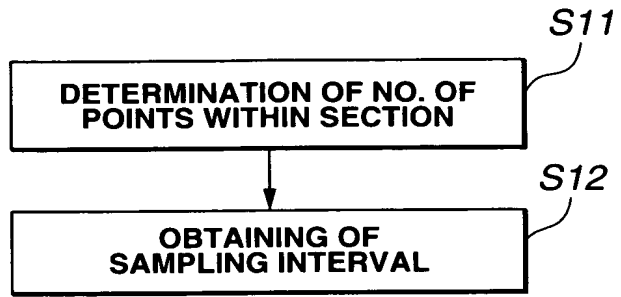 S11
DETERMINATION OF NO. OF
POINTS WITHIN SECTION
S12
OBTAINING OF
SAMPLING INTERVAL